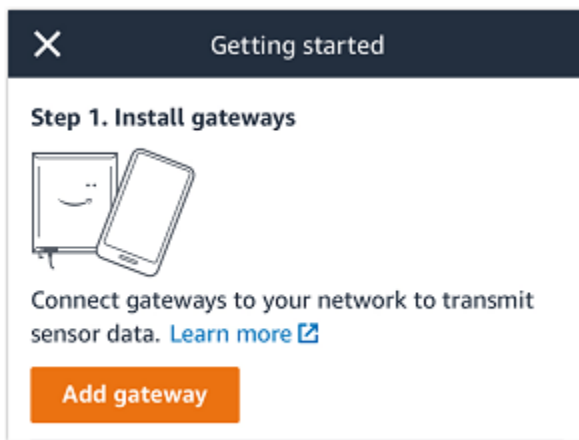 Getting started
Step 1. Install gateways
Connect gateways to your network to transmit
sensor data. Learn more
Add gateway